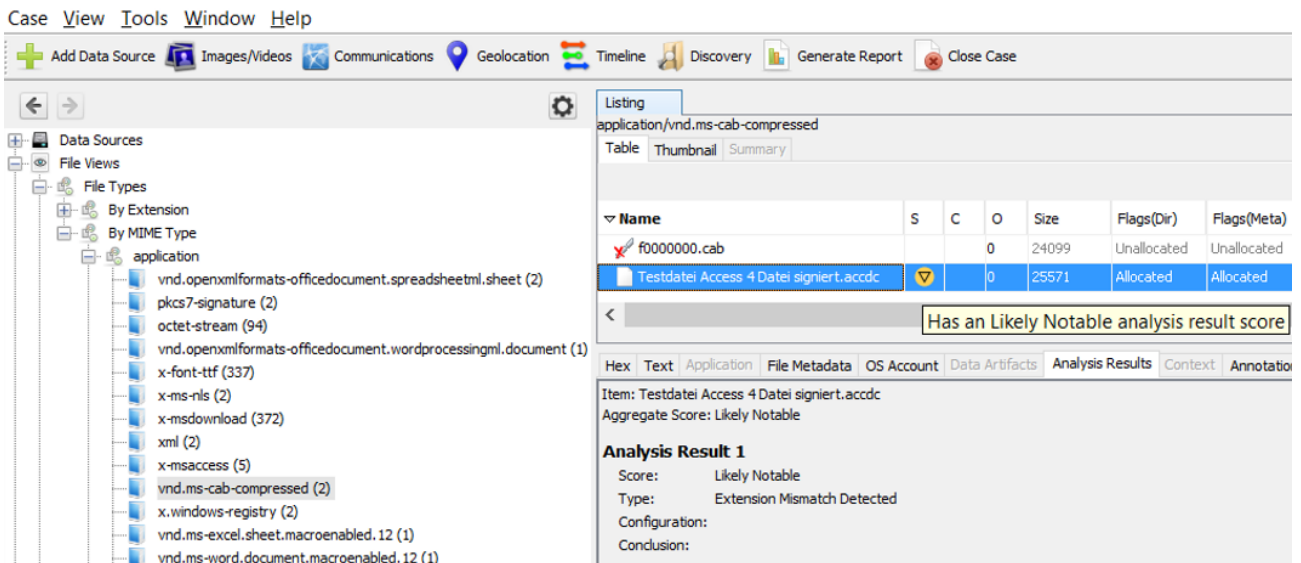 Case View Tools Window Help
Add Data Source Images/Videos Communications Geolocation Timeline Discovery Generate Report Close Case
Data Sources
File Views
File Types
By Extension
By MIME Type
application
vnd.openxmlformats-officedocument.spreadsheetml.sheet (2)
pkcs7-signature (2)
octet-stream (94)
vnd.openxmlformats-officedocument.wordprocessingml.document (1)
x-font-ttf (337)
x-ms-nls (2)
x-msdownload (372)
xml (2)
x-msaccess (5)
vnd.ms-cab-compressed (2)
x.windows-registry (2)
vnd.ms-excel.sheet.macroenabled.12 (1)
vnd.ms-word.document.macroenabled.12 (1)
Listing
application/vnd.ms-cab-compressed
Table Thumbnail Summary
Name S C O Size Flags(Dir) Flags(Meta)
f0000000.cab 0 24099 Unallocated Unallocated
Testdatei Access 4 Datei signiert.accdc 0 25571 Allocated Allocated
Has an Likely Notable analysis result score
Hex Text Application File Metadata OS Account Data Artifacts Analysis Results Context Annotation
Item: Testdatei Access 4 Datei signiert.accdc
Aggregate Score: Likely Notable
Analysis Result 1
Score: Likely Notable
Type: Extension Mismatch Detected
Configuration:
Conclusion: